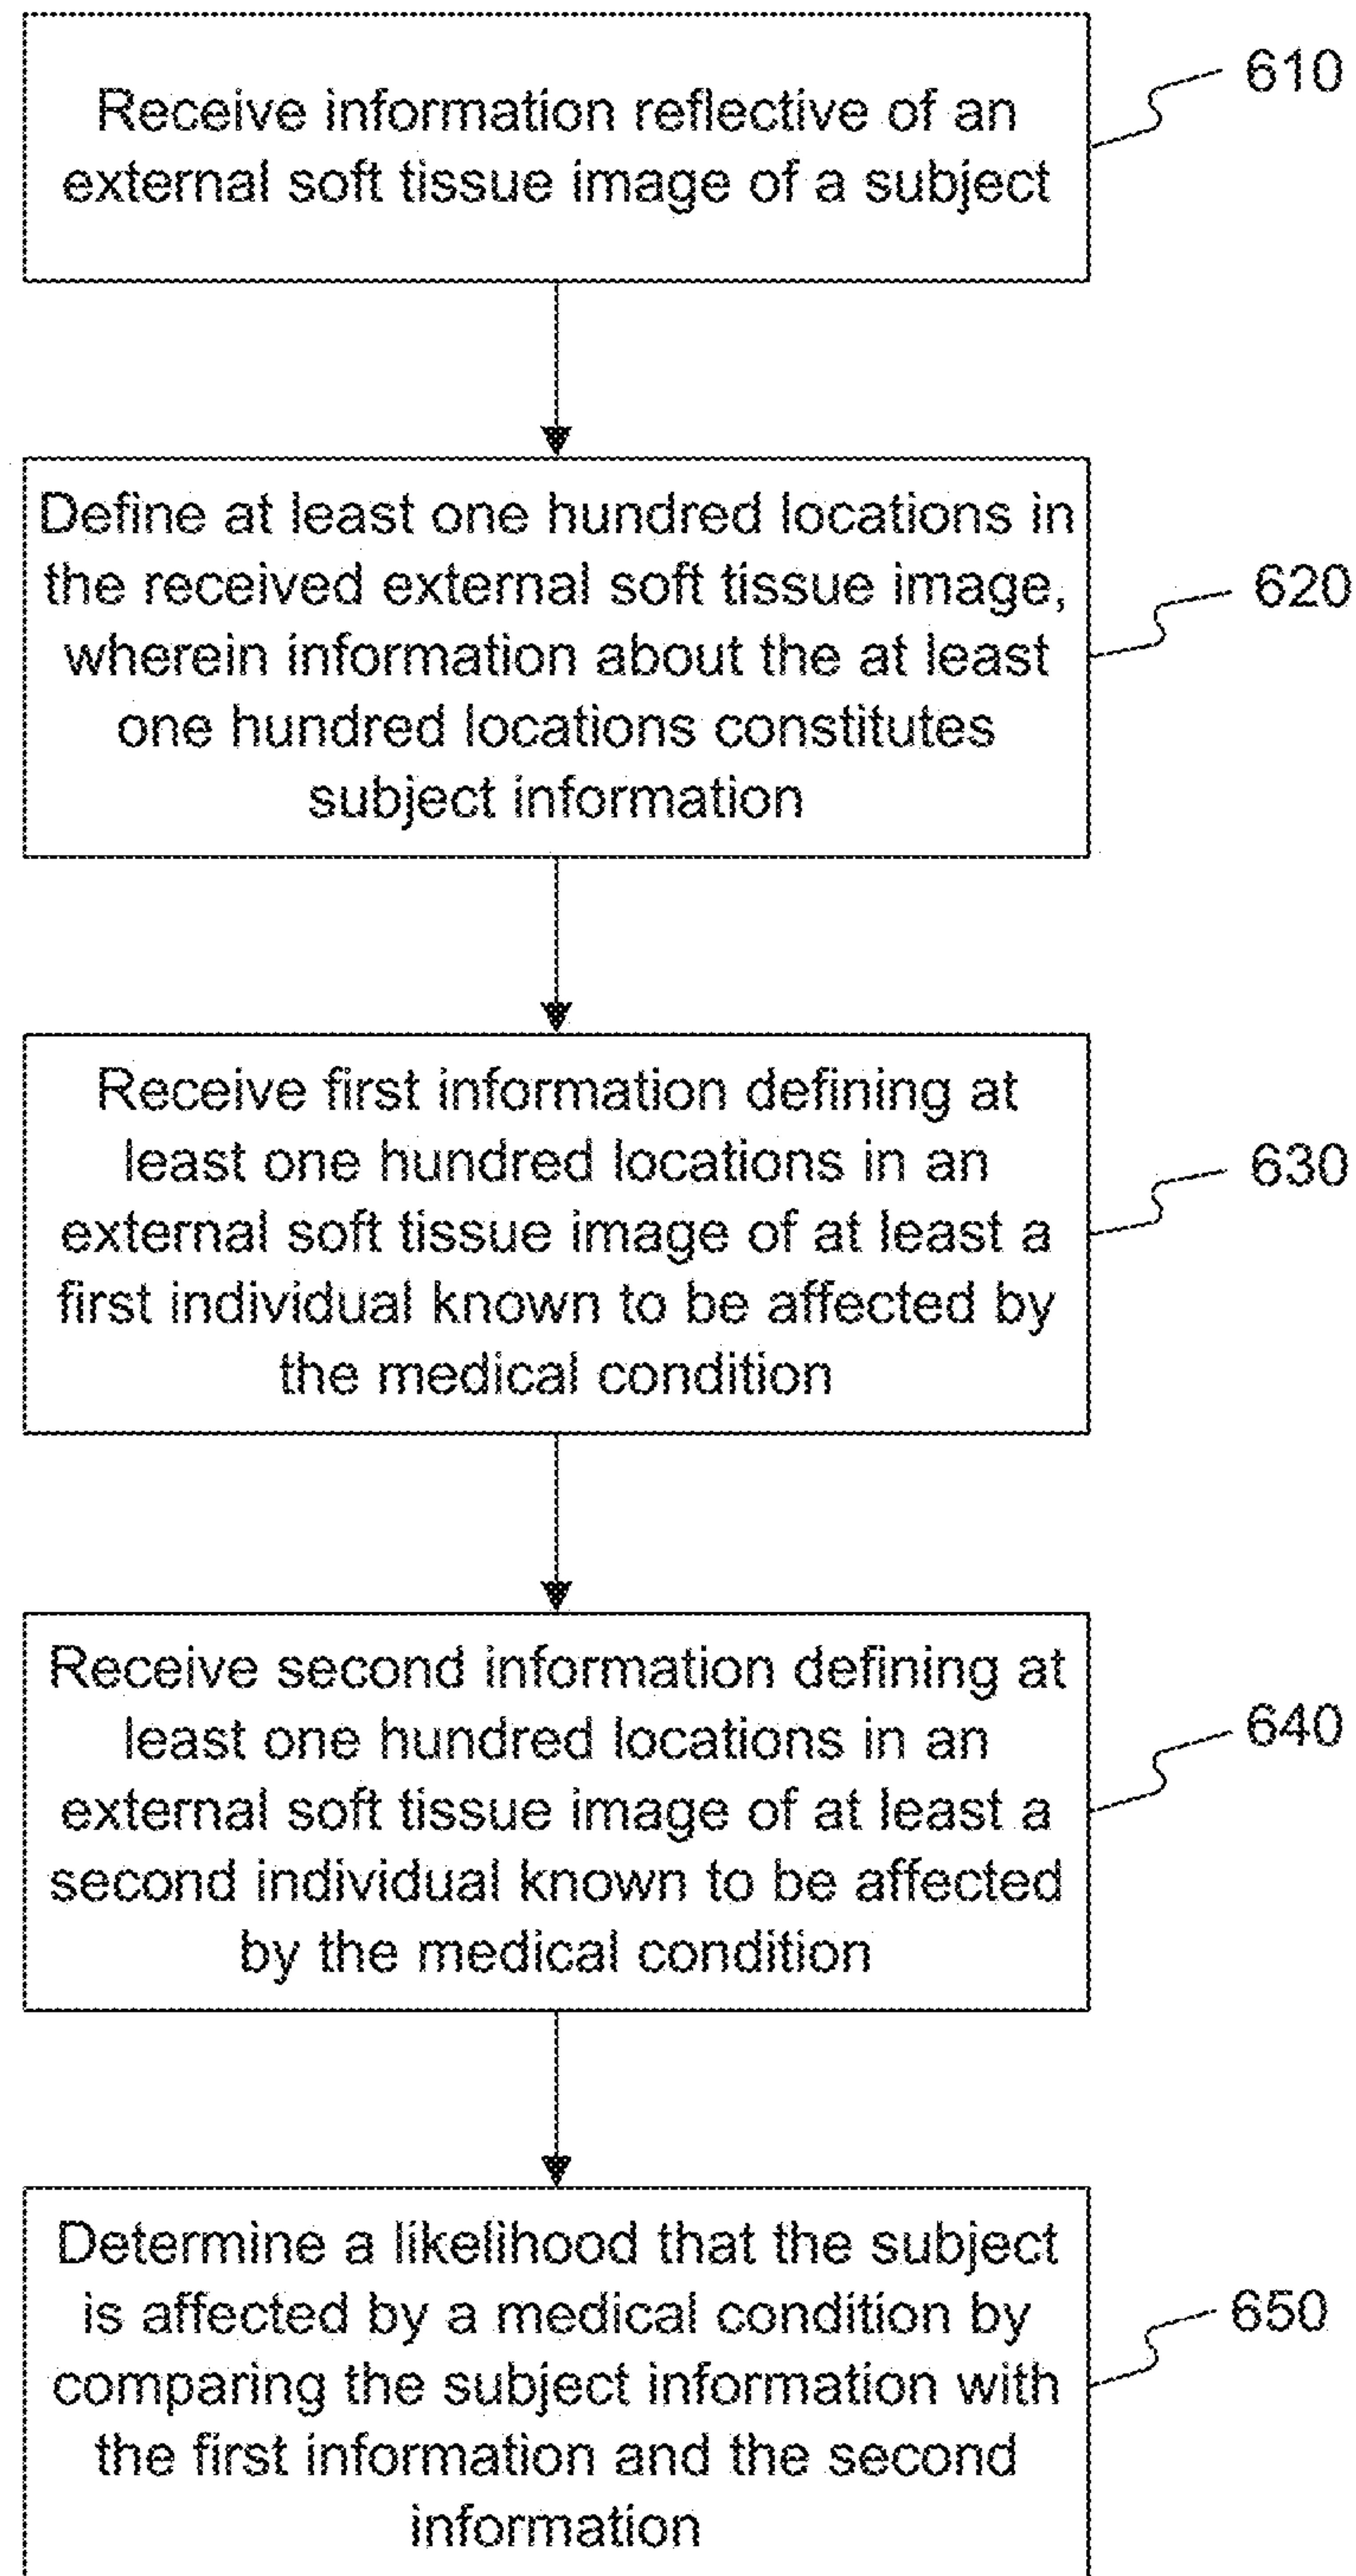 Receive information reflective of an
external soft tissue image of a subject
610
Define at least one hundred locations in
the received external soft tissue image,
wherein information about the at least
one hundred locations constitutes
subject information
620
Receive first information defining at
least one hundred locations in an
external soft tissue image of at least a
first individual known to be affected by
the medical condition
630
Receive second information defining at
least one hundred locations in an
external soft tissue image of at least a
second individual known to be affected
by the medical condition
640
Determine a likelihood that the subject
is affected by a medical condition by
comparing the subject information with
the first information and the second
information
650